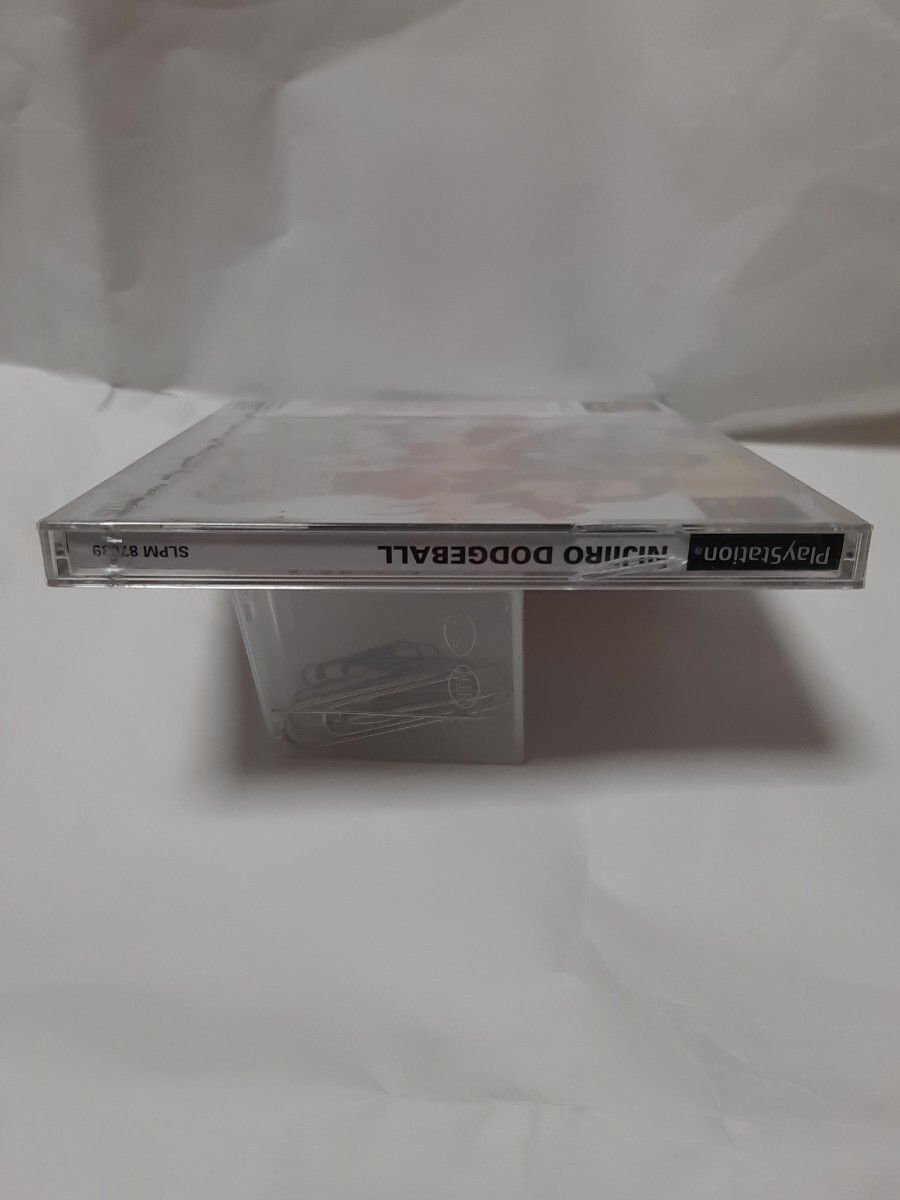 PlayStation®
NIJIIRO DODGEBALL
SLPM